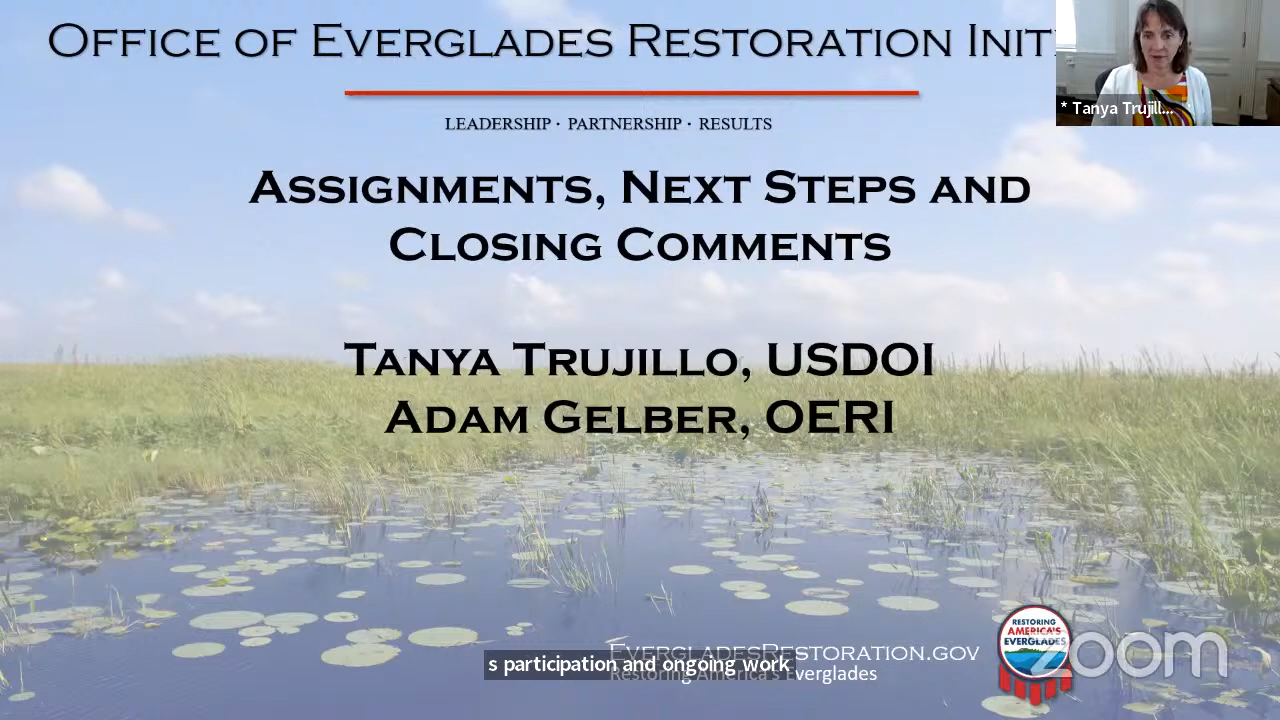 OFFICE OF EVERGLADES RESTORATION INIT
* Tanya Trujill...
LEADERSHIP · PARTNERSHIP · RESULTS
ASSIGNMENTS, NEXT STEPS AND
CLOSING COMMENTS
TANYA TRUJILLO, USDOI
ADAM GELBER, OERI
RESTORING
AMERICA'S
EVERGLADES
zoom
EVERGLADESRESTORATION.GOV
s participation and ongoing work
Restoring America's Everglades